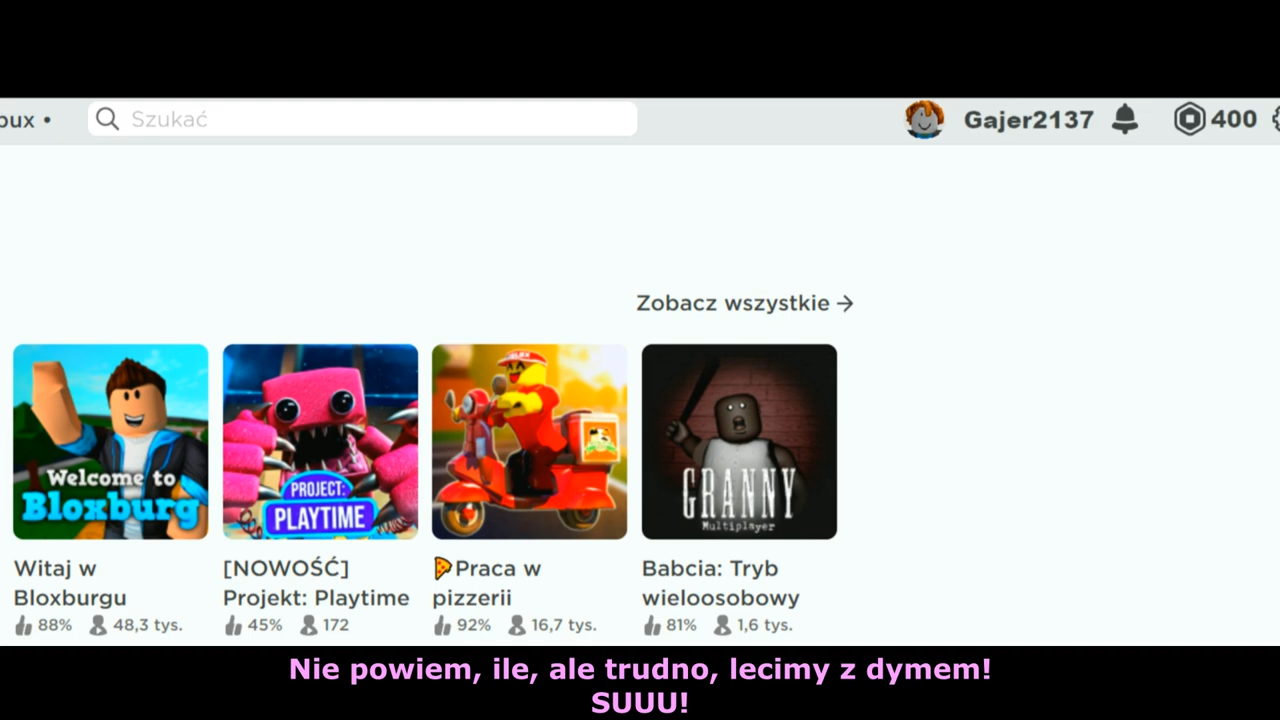 bux •
Szukać
Gajer2137
400
Zobacz wszystkie →
Welcome to
Bloxburg
PROJECT:
PLAYTIME
GRANNY
Multiplayer
Witaj w
Bloxburgu
88% 48,3 tys.
[NOWOŚĆ]
Projekt: Playtime
45% 172
🍕Praca w
pizzerii
92% 16,7 tys.
Babcia: Tryb
wieloosobowy
81% 1,6 tys.
Nie powiem, ile, ale trudno, lecimy z dymem!
SUUU!